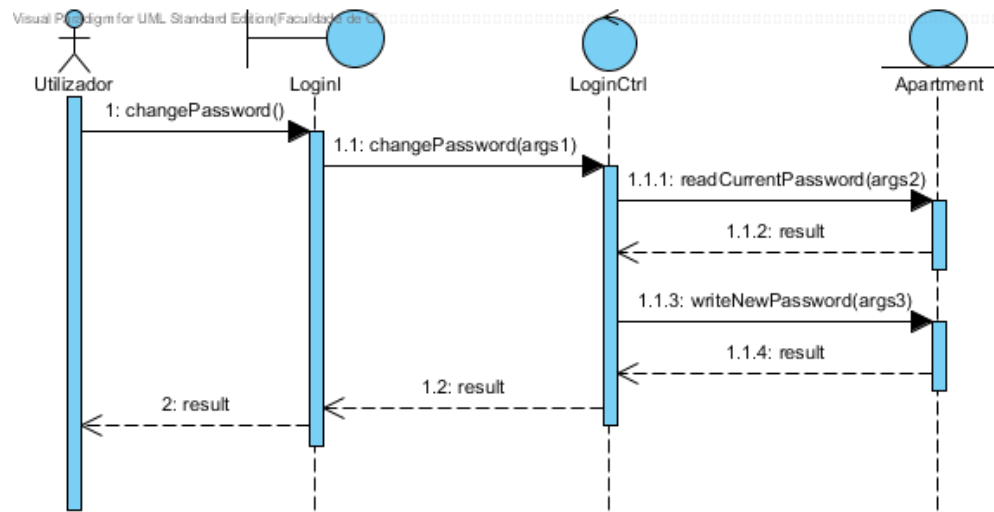 Visual Paradigm for UML Standard Edition(Faculdade de
Utilizador
LoginI
LoginCtrl
Apartment
1: changePassword()
1.1: changePassword(args1)
1.1.1: readCurrentPassword(args2)
1.1.2: result
1.1.3: writeNewPassword(args3)
1.1.4: result
1.2: result
2: result